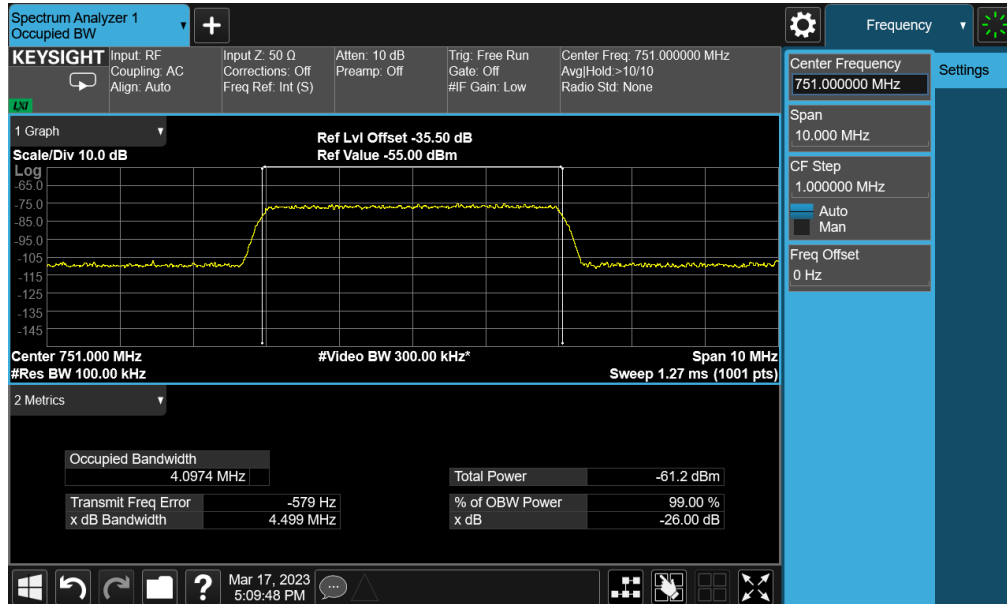 Spectrum Analyzer 1
Occupied BW
+
Frequency
KEYSIGHT
LXI
Input: RF
Coupling: AC
Align: Auto
Input Z: 50 Ω
Corrections: Off
Freq Ref: Int (S)
Atten: 10 dB
Preamp: Off
Trig: Free Run
Gate: Off
#IF Gain: Low
Center Freq: 751.000000 MHz
Avg|Hold:>10/10
Radio Std: None
Center Frequency
751.000000 MHz
Settings
Span
10.000 MHz
CF Step
1.000000 MHz
Auto
Man
Freq Offset
0 Hz
1 Graph
Scale/Div 10.0 dB
Ref Lvl Offset -35.50 dB
Ref Value -55.00 dBm
Log
-65.0
-75.0
-85.0
-95.0
-105
-115
-125
-135
-145
Center 751.000 MHz
#Res BW 100.00 kHz
#Video BW 300.00 kHz*
Span 10 MHz
Sweep 1.27 ms (1001 pts)
2 Metrics
Occupied Bandwidth
4.0974 MHz
Transmit Freq Error -579 Hz
x dB Bandwidth 4.499 MHz
Total Power -61.2 dBm
% of OBW Power 99.00 %
x dB -26.00 dB
?
Mar 17, 2023
5:09:48 PM